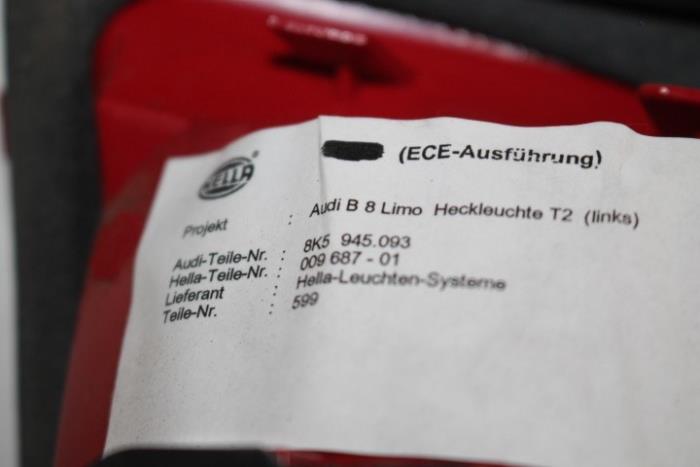 HELLA ®
(ECE-Ausführung)
Projekt : Audi B 8 Limo Heckleuchte T2 (links)
Audi-Teile-Nr. : 8K5 945.093
Hella-Teile-Nr. : 009 687 - 01
Lieferant : Hella-Leuchten-Systeme
Teile-Nr. : 599